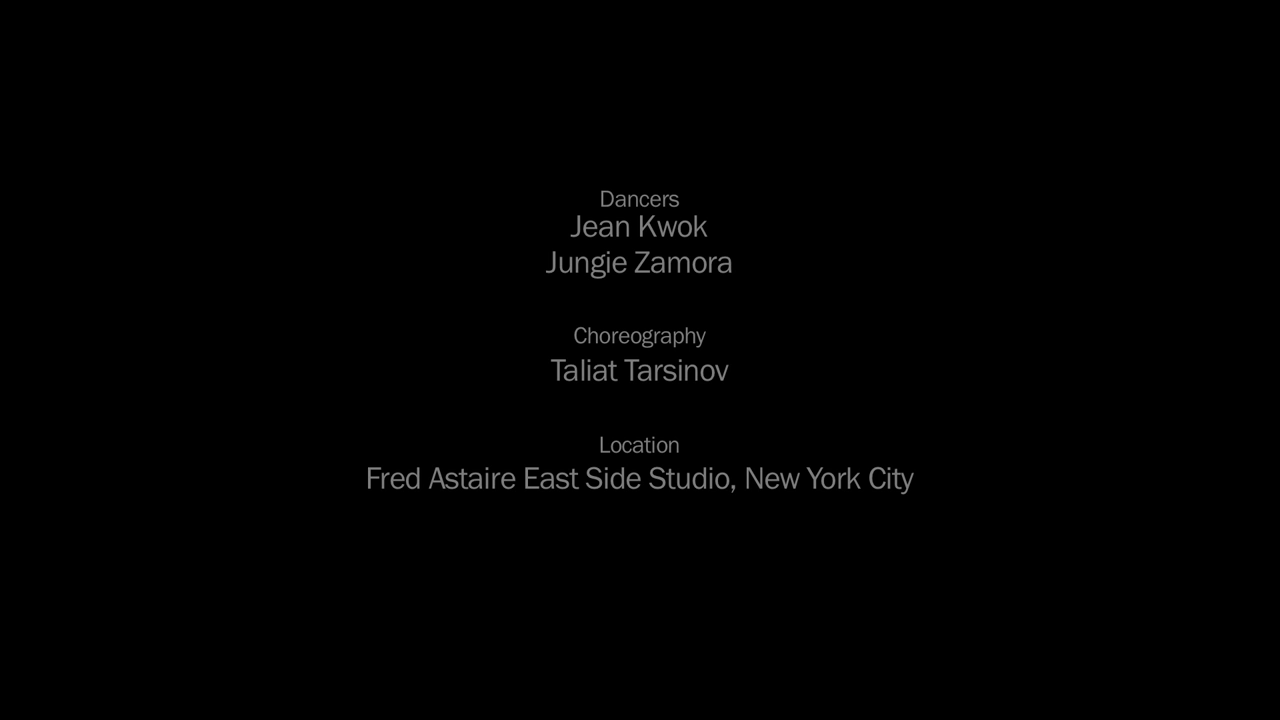 Dancers
Jean Kwok
Jungie Zamora
Choreography
Taliat Tarsinov
Location
Fred Astaire East Side Studio, New York City